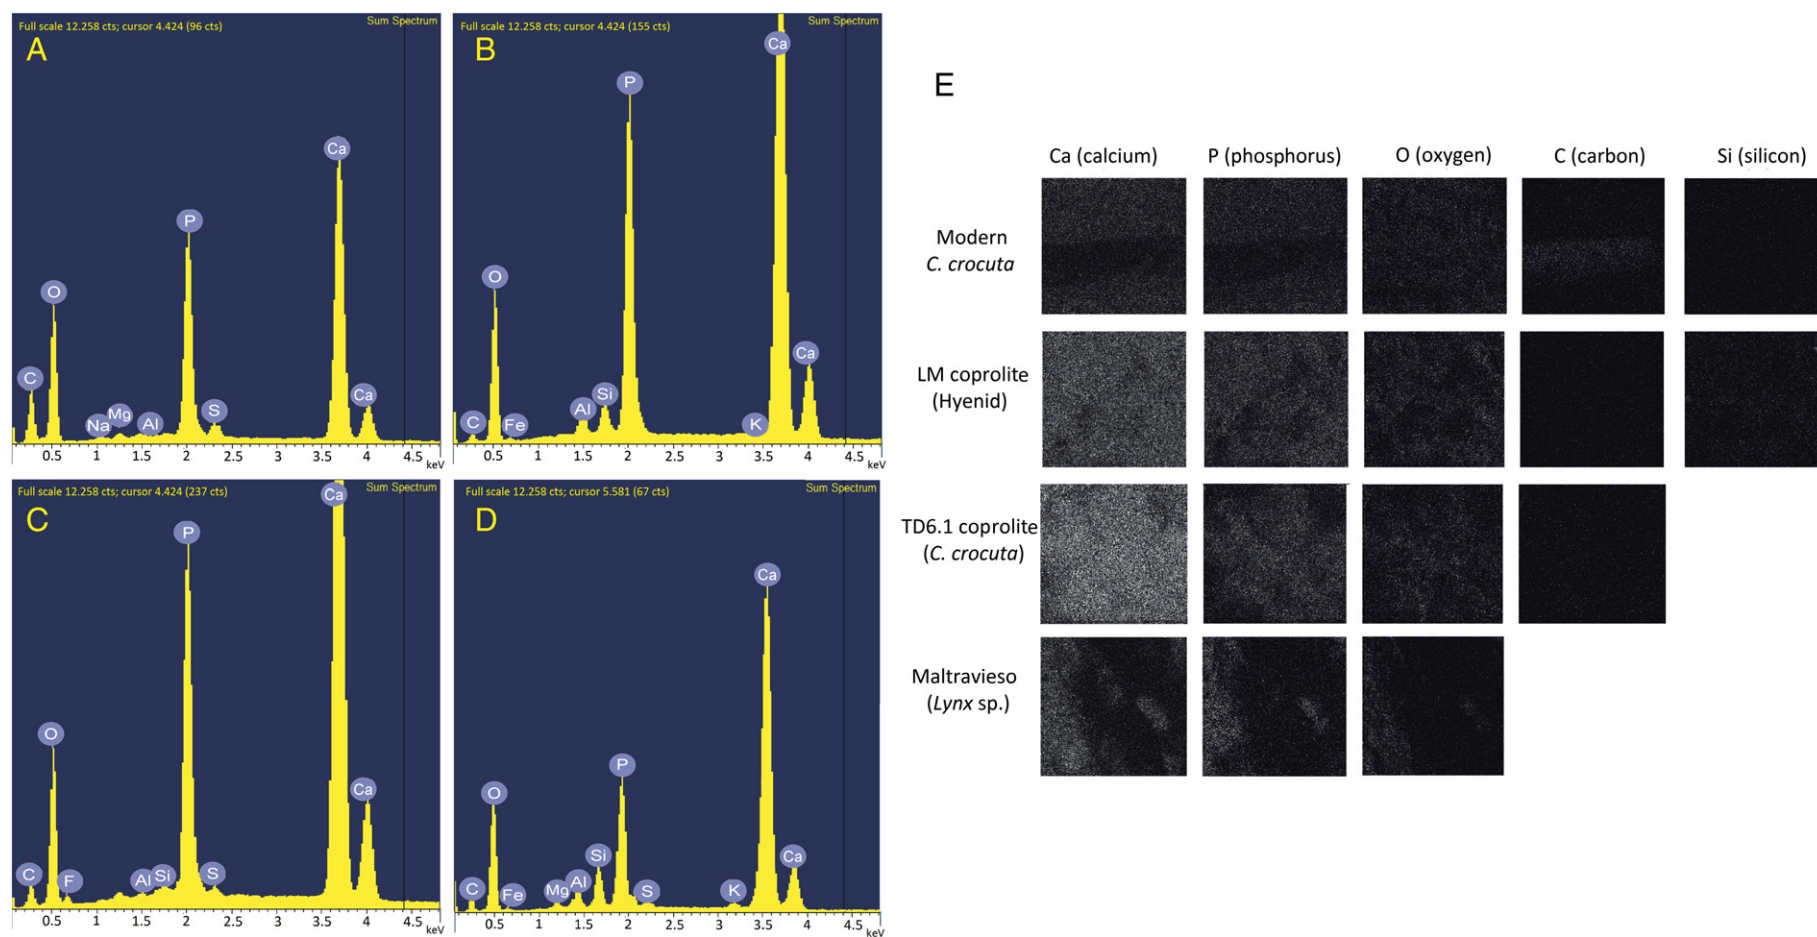 Full scale 12.258 cts; cursor 4.424 (96 cts)
Sum Spectrum
A
Ca
P
O
C
Ca
Na
Mg
Al
S
0.5 1 1.5 2 2.5 3 3.5 4 4.5
keV
Full scale 12.258 cts; cursor 4.424 (155 cts)
Sum Spectrum
B
Ca
P
O
Ca
Si
Al
C
Fe
K
0.5 1 1.5 2 2.5 3 3.5 4 4.5
keV
Full scale 12.258 cts; cursor 4.424 (237 cts)
Sum Spectrum
C
Ca
P
O
Ca
C
F
Al
Si
S
0.5 1 1.5 2 2.5 3 3.5 4 4.5
keV
Full scale 12.258 cts; cursor 5.581 (67 cts)
Sum Spectrum
D
Ca
P
O
Si
Ca
C
Fe
Mg
Al
S
K
0.5 1 1.5 2 2.5 3 3.5 4 4.5
keV
E
Ca (calcium) P (phosphorus) O (oxygen) C (carbon) Si (silicon)
Modern
C. crocuta
LM coprolite
(Hyenid)
TD6.1 coprolite
(C. crocuta)
Maltravieso
(Lynx sp.)